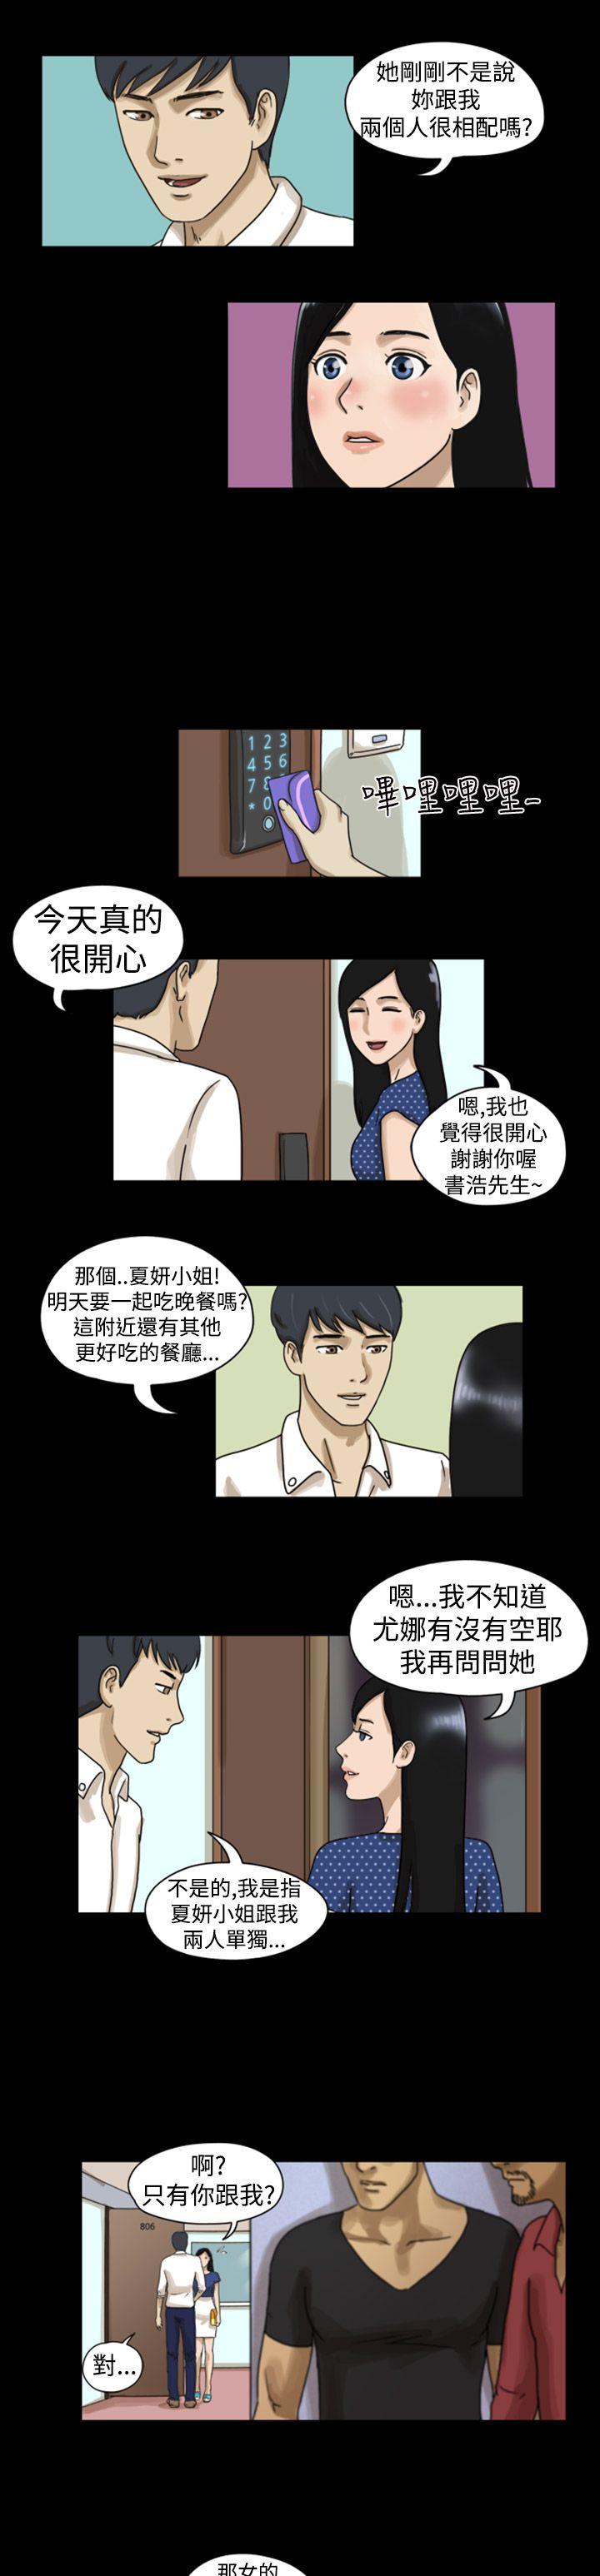 她剛剛不是說
妳跟我
兩個人很相配嗎?
1 2 3
4 5 6
7 8
* 0
嗶哩哩哩~
今天真的
很開心
嗯,我也
覺得很開心
謝謝你喔
書浩先生~
那個..夏妍小姐!
明天要一起吃晚餐嗎?
這附近還有其他
更好吃的餐廳...
嗯...我不知道
尤娜有沒有空耶
我再問問她
不是的,我是指
夏妍小姐跟我
兩人單獨...
啊?
只有你跟我?
806
對...
那女的